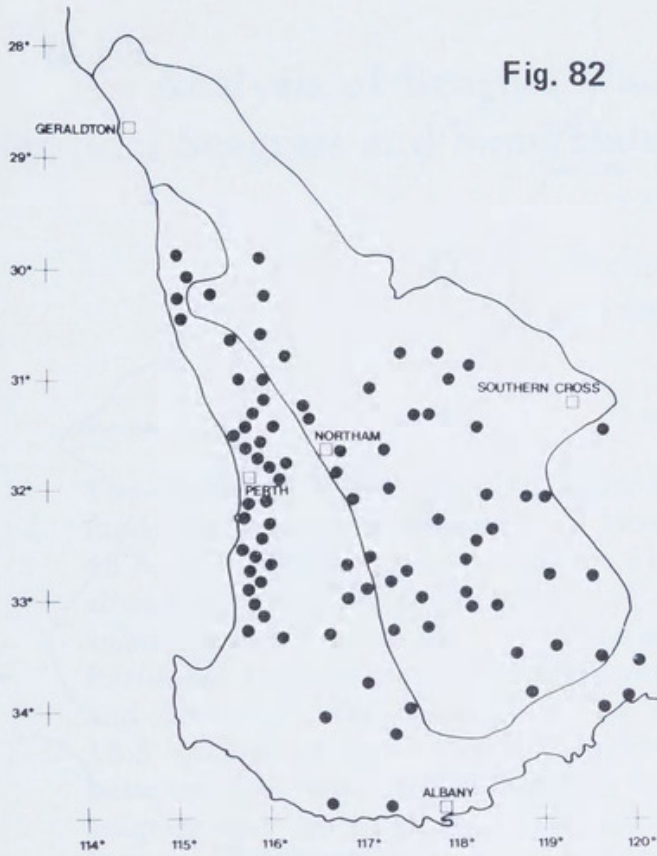 Fig. 82
28°
GERALDTON
29°
30°
31°
SOUTHERN CROSS
NORTHAM
32°
PERTH
33°
34°
ALBANY
114° 115° 116° 117° 118° 119° 120°